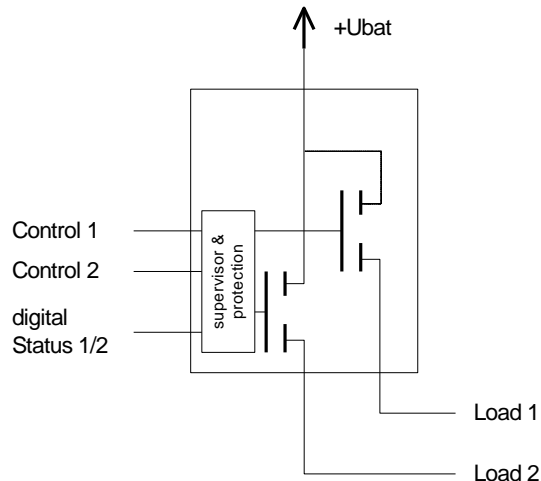 +Ubat
Control 1
Control 2
digital
Status 1/2
supervisor &
protection
Load 1
Load 2